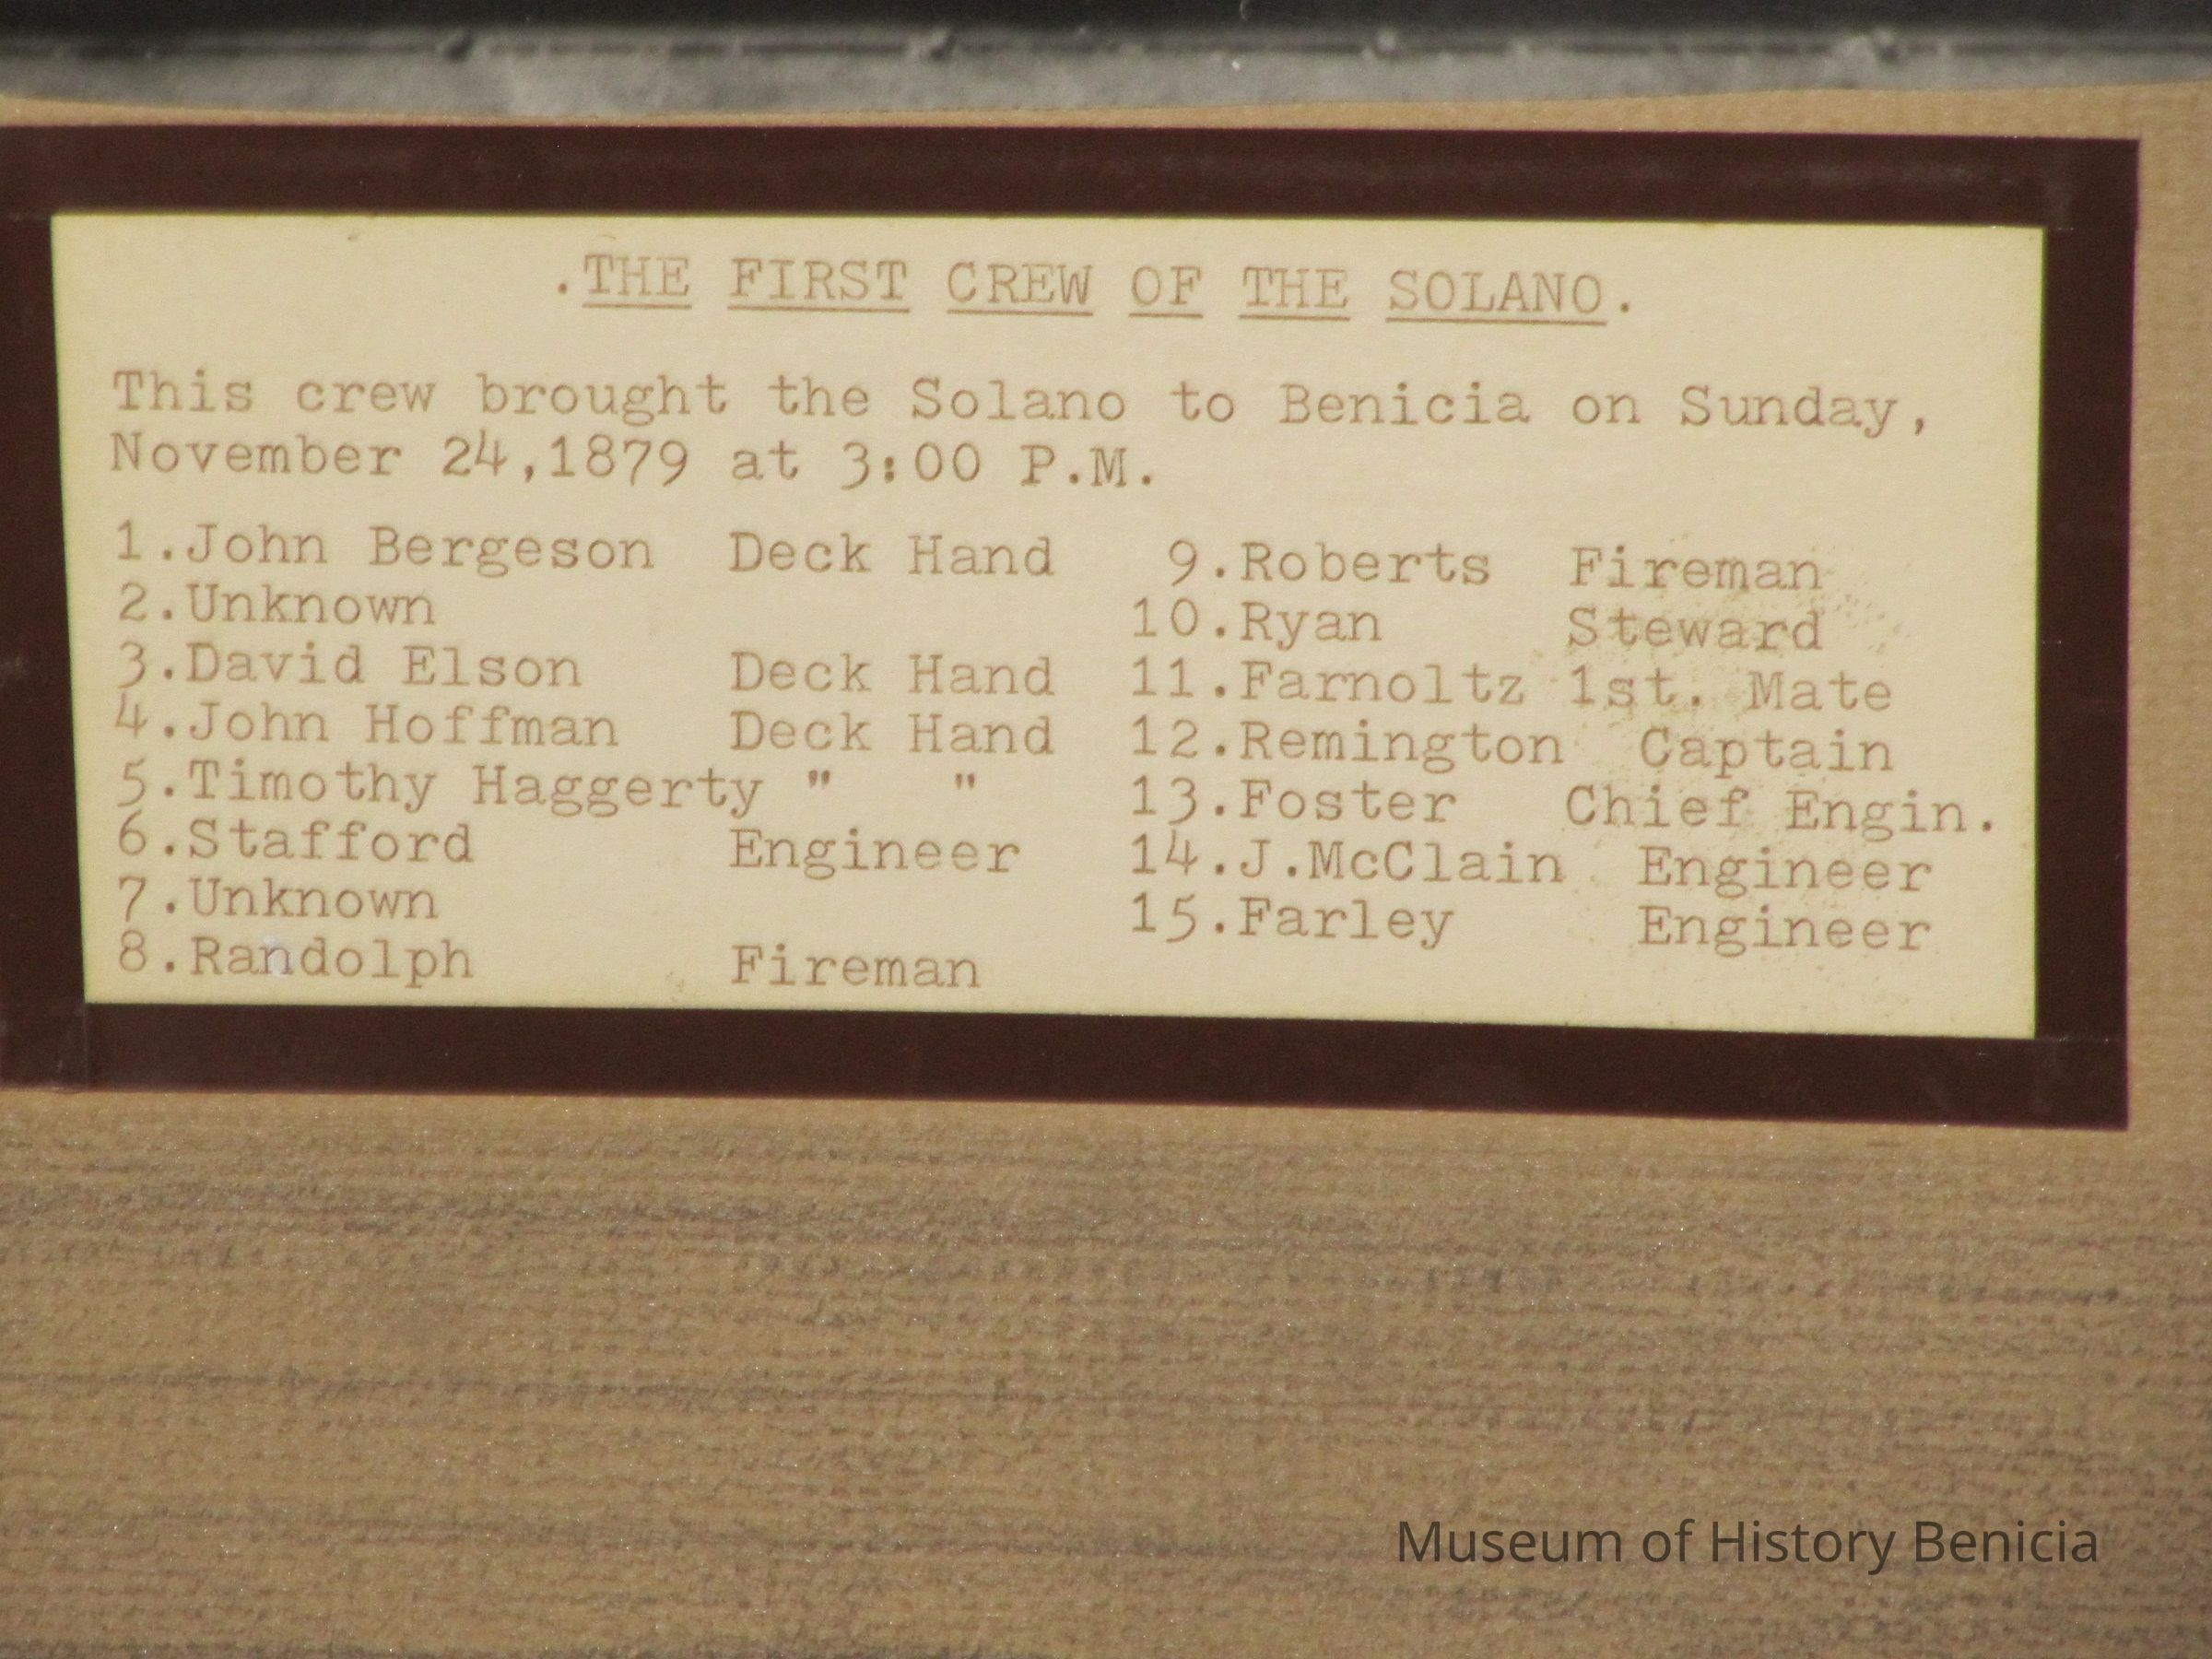 .THE FIRST CREW OF THE SOLANO.
This crew brought the Solano to Benicia on Sunday,
November 24,1879 at 3:00 P.M.
1.John Bergeson Deck Hand
2.Unknown
3.David Elson Deck Hand
4.John Hoffman Deck Hand
5.Timothy Haggerty " "
6.Stafford Engineer
7.Unknown
8.Randolph Fireman
9.Roberts Fireman
10.Ryan Steward
11.Farnoltz 1st. Mate
12.Remington Captain
13.Foster Chief Engin.
14.J.McClain Engineer
15.Farley Engineer
Museum of History Benicia